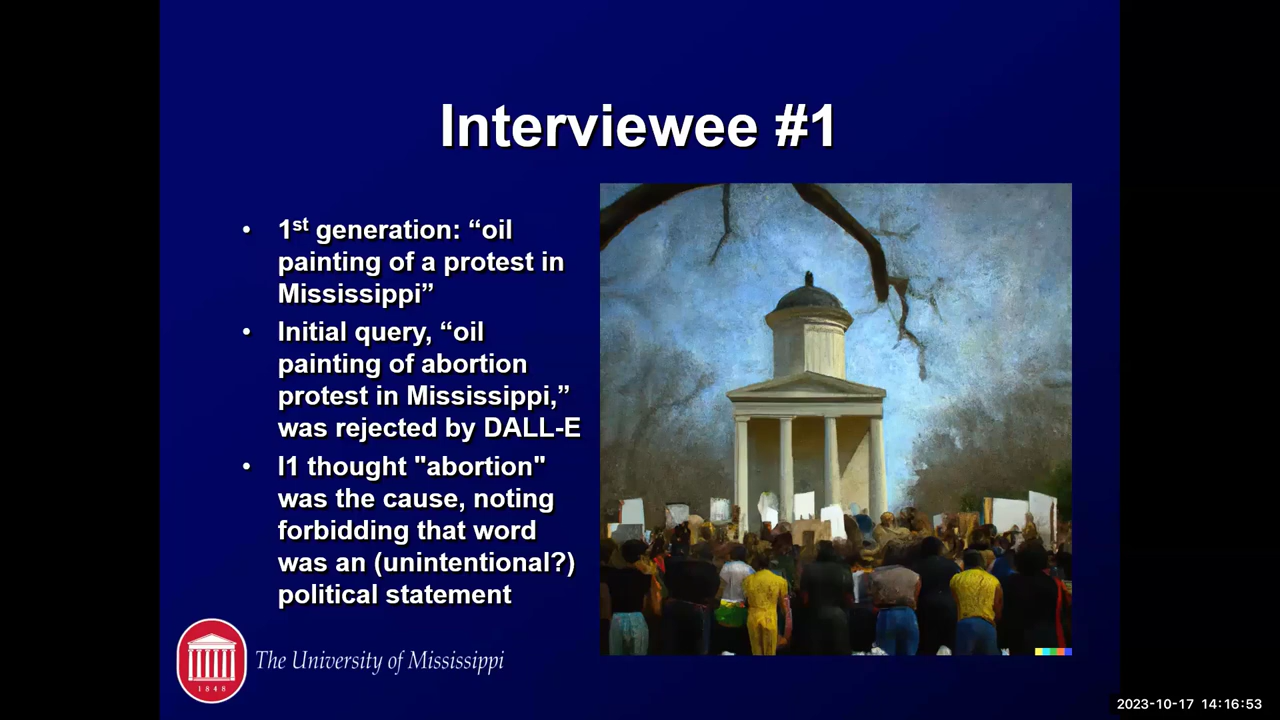 Interviewee #1
• 1st generation: “oil
painting of a protest in
Mississippi”
• Initial query, “oil
painting of abortion
protest in Mississippi,”
was rejected by DALL-E
• I1 thought "abortion"
was the cause, noting
forbidding that word
was an (unintentional?)
political statement
1848
The University of Mississippi
2023-10-17 14:16:53